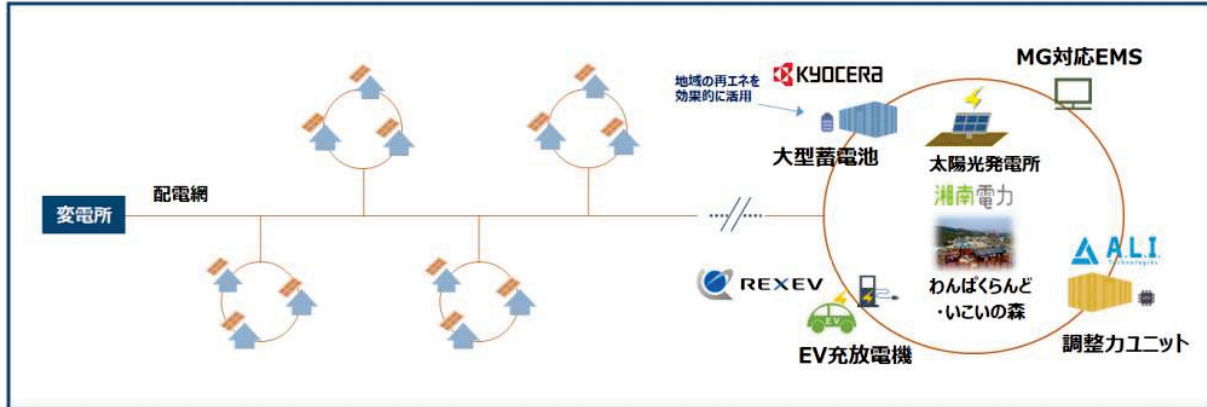 変電所
配電網
地域の再エネを
効果的に活用
KYOCERA
大型蓄電池
太陽光発電所
MG対応EMS
湘南電力
わんぱくらんど
・いこいの森
REXEV
EV
EV充放電機
A.L.I.
Technologies
調整力ユニット